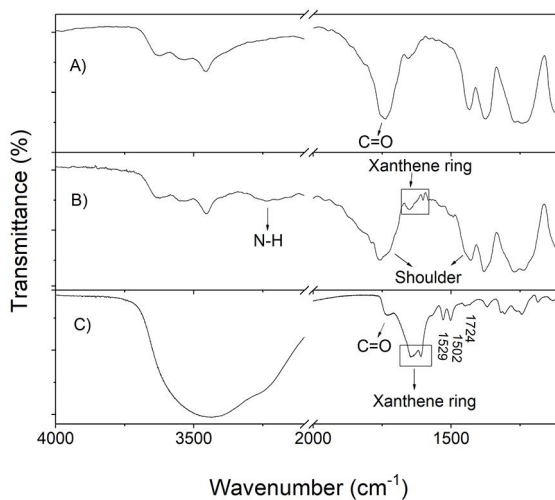 A)
C=O
Xanthene ring
B)
N-H
Shoulder
C)
C=O
1529
1502
1724
Xanthene ring
4000
3500
2000
1500
Transmittance (%)
Wavenumber (cm⁻¹)